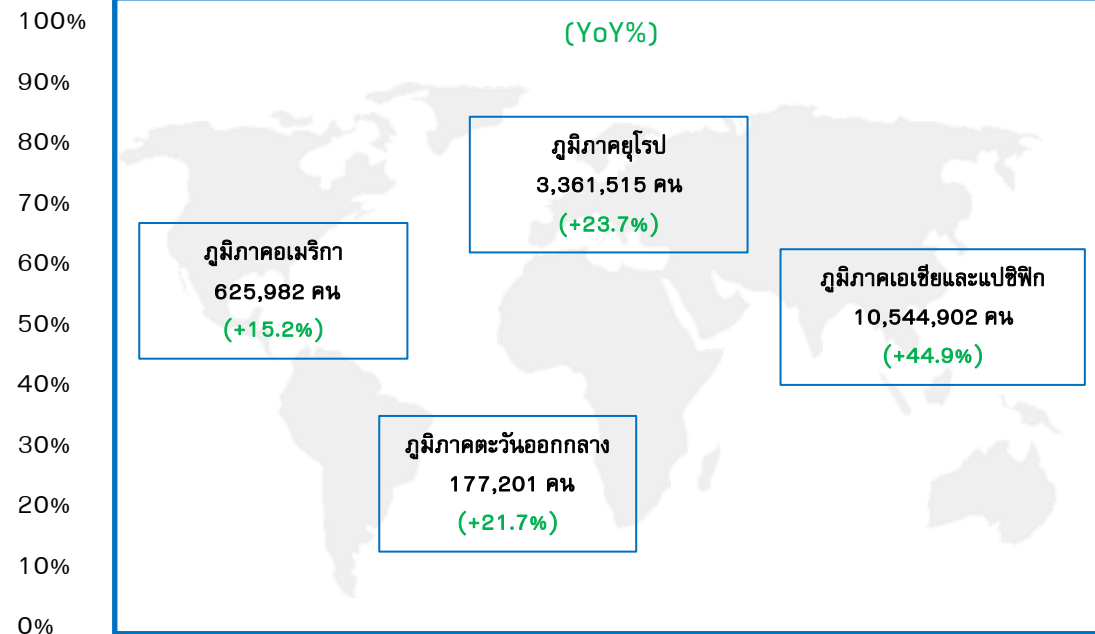 100%
90%
80%
70%
60%
50%
40%
30%
20%
10%
0%
(YoY%)
ภูมิภาคยุโรป
3,361,515 คน
(+23.7%)
ภูมิภาคอเมริกา
625,982 คน
(+15.2%)
ภูมิภาคเอเชียและแปซิฟิก
10,544,902 คน
(+44.9%)
ภูมิภาคตะวันออกกลาง
177,201 คน
(+21.7%)